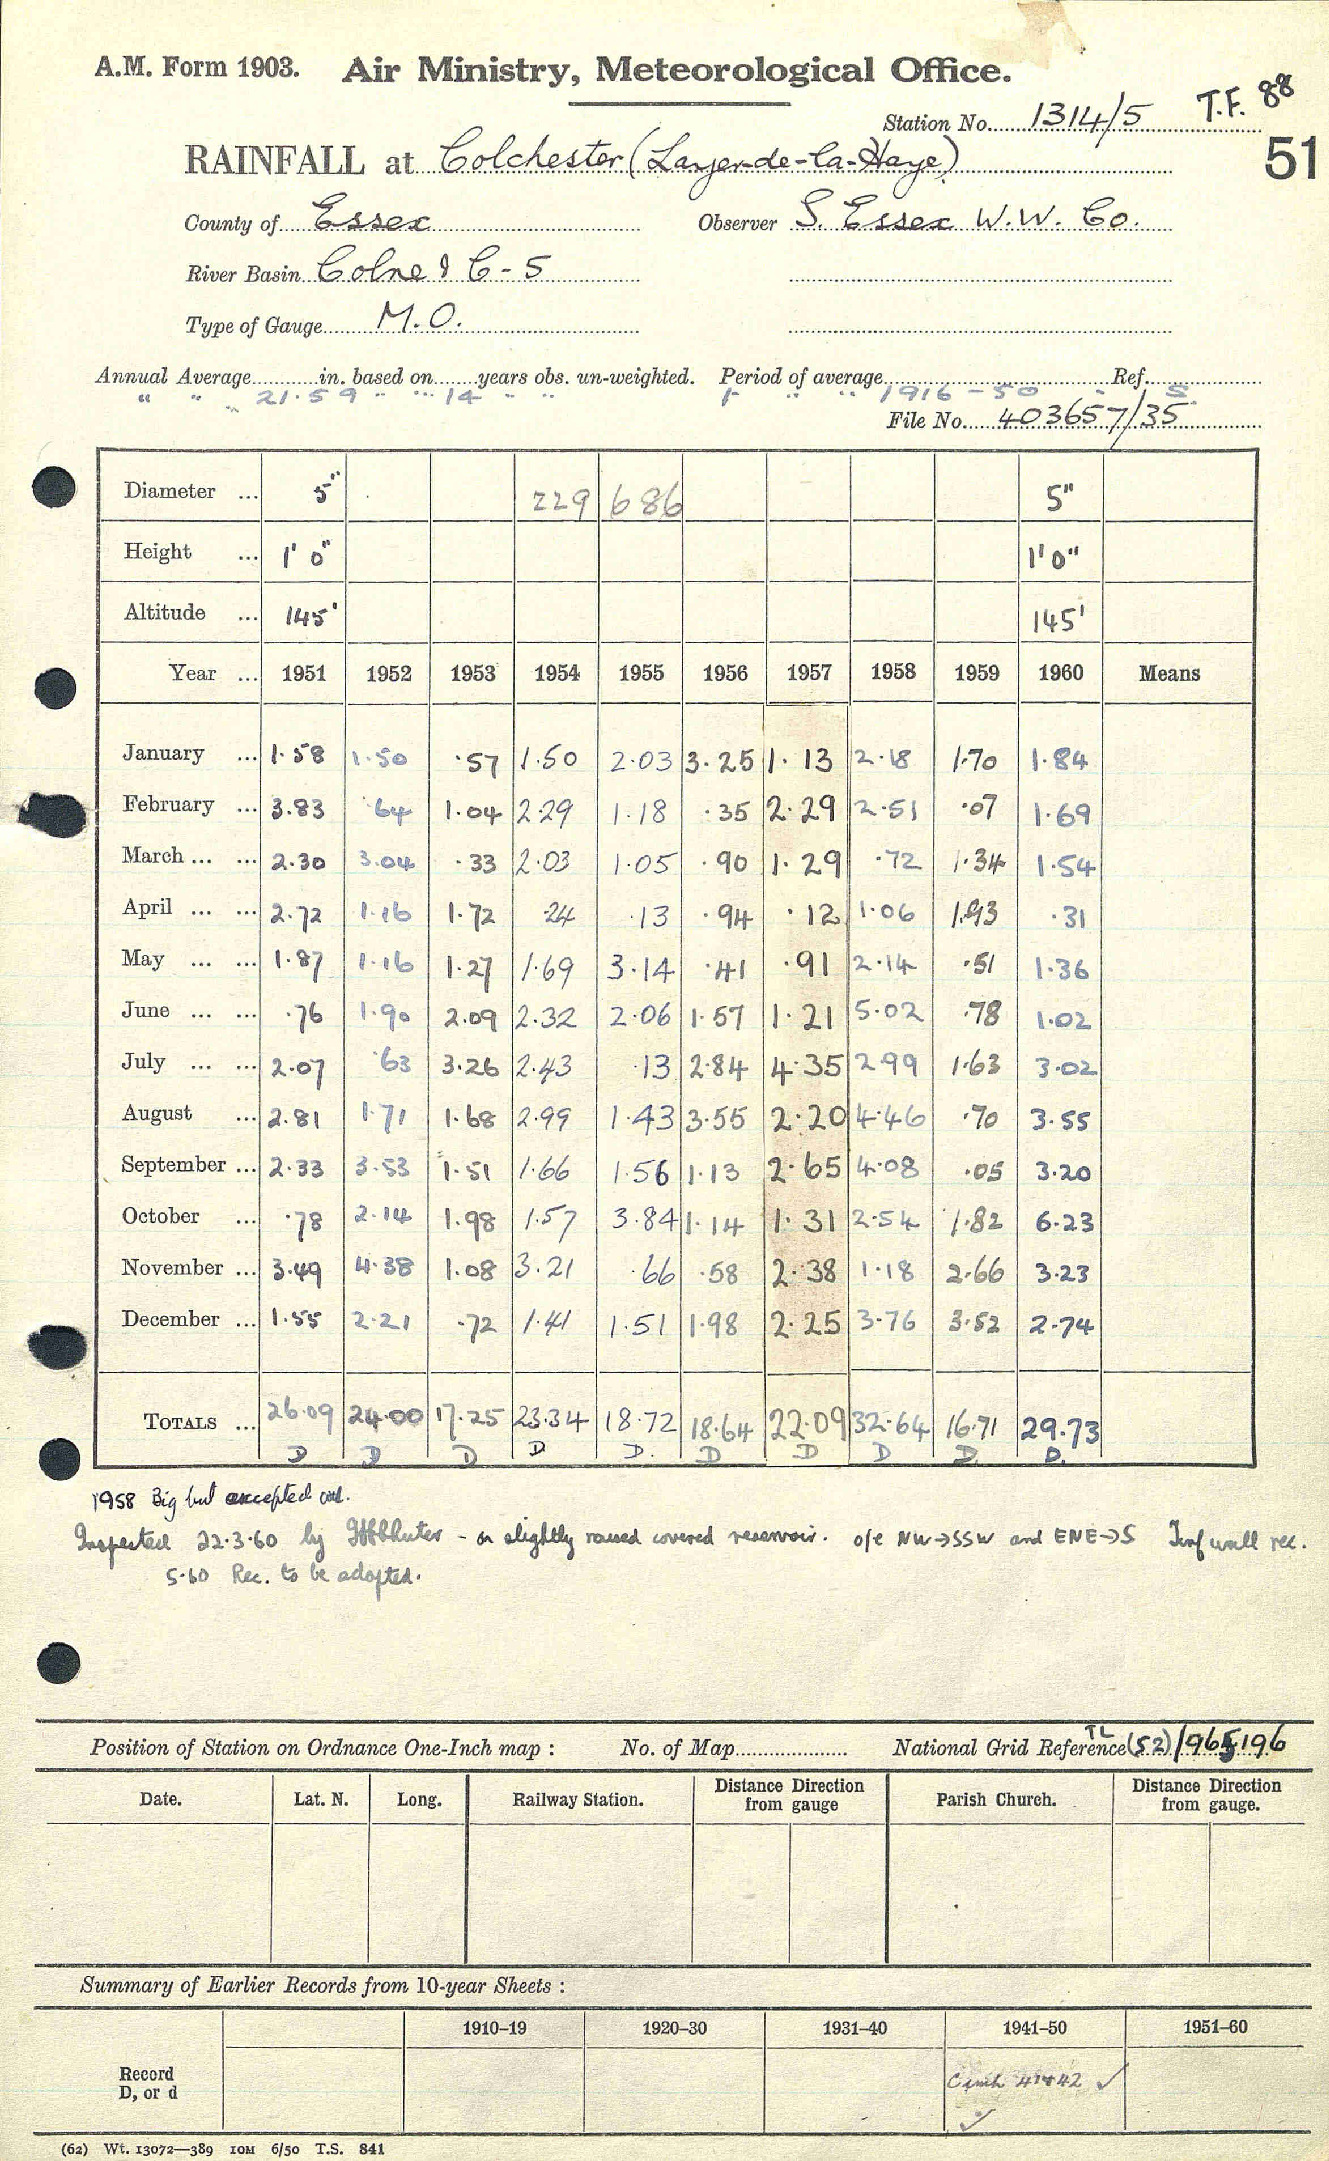 A.M. Form 1903. Air Ministry, Meteorological Office.
Station No. 1314/5 T.F. 88
51
RAINFALL at Colchester (Layer-de-la-Haye)
County of Essex Observer S. Essex W.W. Co.
River Basin Colne & C-5
Type of Gauge M.O.
Annual Average in. based on years obs. un-weighted. Period of average Ref.
" " " 21.59 " " 14 " " " " 1916-50 " S.
File No. 403657/35
Diameter ... 5" 229 686 5"
Height ... 1' 0" 1'0"
Altitude ... 145' 145'
Year ... 1951 1952 1953 1954 1955 1956 1957 1958 1959 1960 Means
January ... 1.58 1.50 .57 1.50 2.03 3.25 1.13 2.18 1.70 1.84
February ... 3.83 .64 1.04 2.29 1.18 .35 2.29 2.51 .07 1.69
March ... ... 2.30 3.04 .33 2.03 1.05 .90 1.29 .72 1.34 1.54
April ... ... 2.72 1.16 1.72 .24 .13 .94 .12 1.06 1.93 .31
May ... ... 1.87 1.16 1.27 1.69 3.14 .41 .91 2.14 .51 1.36
June ... ... .76 1.90 2.09 2.32 2.06 1.57 1.21 5.02 .78 1.02
July ... ... 2.07 .63 3.26 2.43 .13 2.84 4.35 2.99 1.63 3.02
August ... 2.81 1.71 1.68 2.99 1.43 3.55 2.20 4.46 .70 3.55
September ... 2.33 3.53 1.51 1.66 1.56 1.13 2.65 4.08 .05 3.20
October ... .78 2.14 1.98 1.57 3.84 1.14 1.31 2.54 1.82 6.23
November ... 3.49 4.38 1.08 3.21 .66 .58 2.38 1.18 2.66 3.23
December ... 1.55 2.21 .72 1.41 1.51 1.98 2.25 3.76 3.52 2.74
TOTALS ... 26.09 24.00 17.25 23.34 18.72 18.64 22.09 32.64 16.71 29.73
D D D D D. D D D D. D.
1958 Big but accepted
Inspected 22.3.60 by - on slightly raised covered reservoir. o/e NW→SSW and ENE→S Turf wall rec.
5.60 Rec. to be adopted.
Position of Station on Ordnance One-Inch map : No. of Map National Grid Reference TL (52)/965196
Date. Lat. N. Long. Railway Station. Distance from gauge Direction Parish Church. Distance from gauge. Direction
Summary of Earlier Records from 10-year Sheets :
1910–19 1920–30 1931–40 1941–50 1951–60
Record
D, or d
41+42 ✓
✓
(62) Wt. 13072—389 10M 6/50 T.S. 841